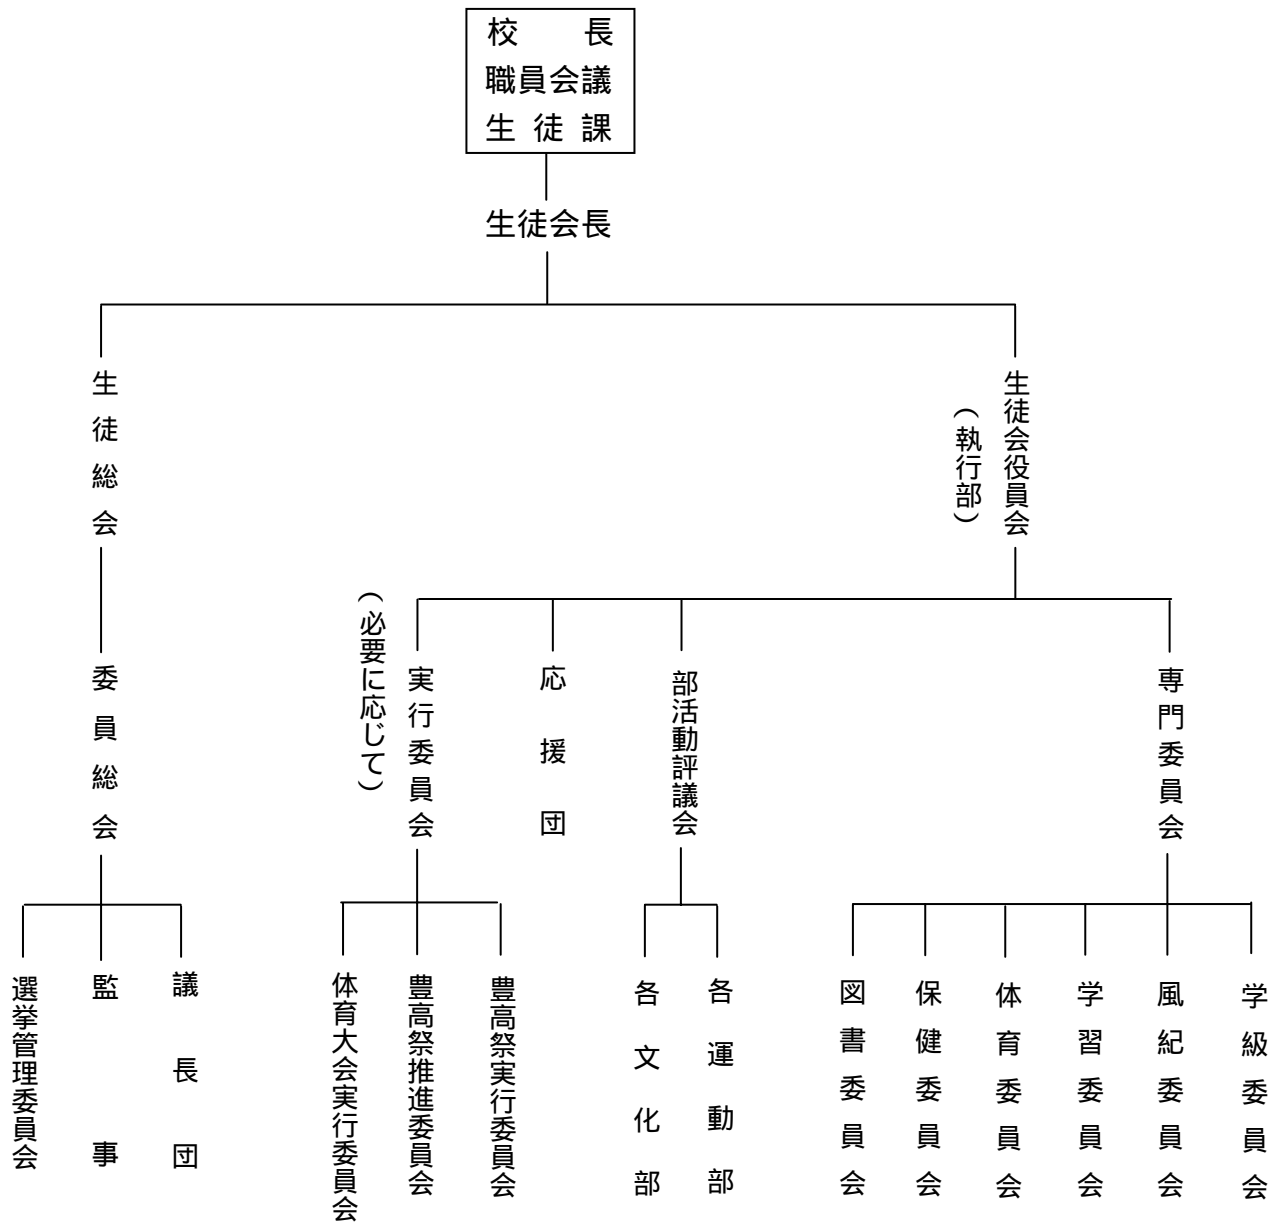 校長
職員会議
生徒課
生徒会長
生徒会役員会
（執行部）
生徒総会
専門委員会
部活動評議会
応援団
実行委員会
（必要に応じて）
委員総会
学級委員会
風紀委員会
学習委員会
体育委員会
保健委員会
図書委員会
各運動部
各文化部
豊高祭実行委員会
豊高祭推進委員会
体育大会実行委員会
議長団
監事
選挙管理委員会